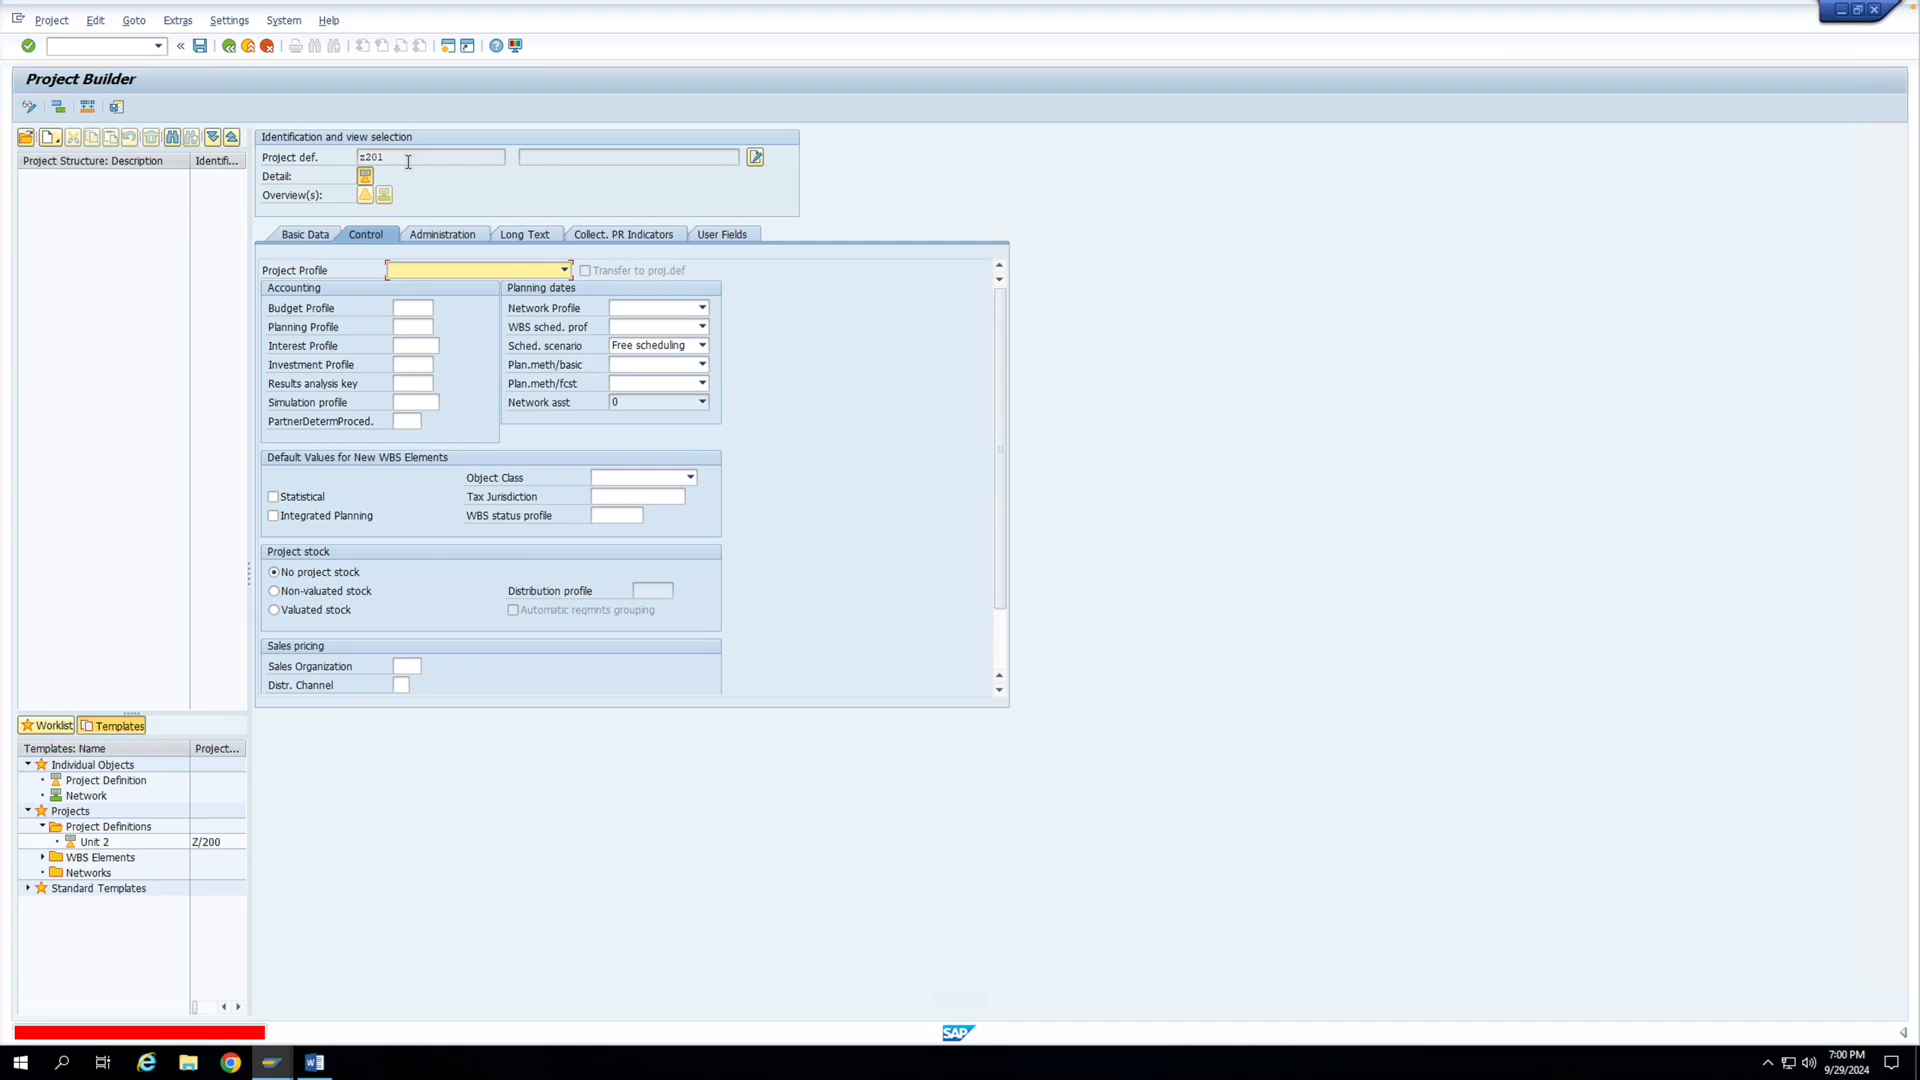 Project Edit Goto Extras Settings System Help
Project Builder
Project Structure: Description Identifi...
Identification and view selection
Project def. z201
Detail:
Overview(s):
Basic Data Control Administration Long Text Collect. PR Indicators User Fields
Project Profile Transfer to proj.def
Accounting
Budget Profile
Planning Profile
Interest Profile
Investment Profile
Results analysis key
Simulation profile
PartnerDetermProced.
Planning dates
Network Profile
WBS sched. prof
Sched. scenario Free scheduling
Plan.meth/basic
Plan.meth/fcst
Network asst 0
Default Values for New WBS Elements
Object Class
Statistical Tax Jurisdiction
Integrated Planning WBS status profile
Project stock
No project stock
Non-valuated stock Distribution profile
Valuated stock Automatic reqmnts grouping
Sales pricing
Sales Organization
Distr. Channel
Worklist Templates
Templates: Name Project...
Individual Objects
Project Definition
Network
Projects
Project Definitions
Unit 2 Z/200
WBS Elements
Networks
Standard Templates
SAP
7:00 PM
9/29/2024